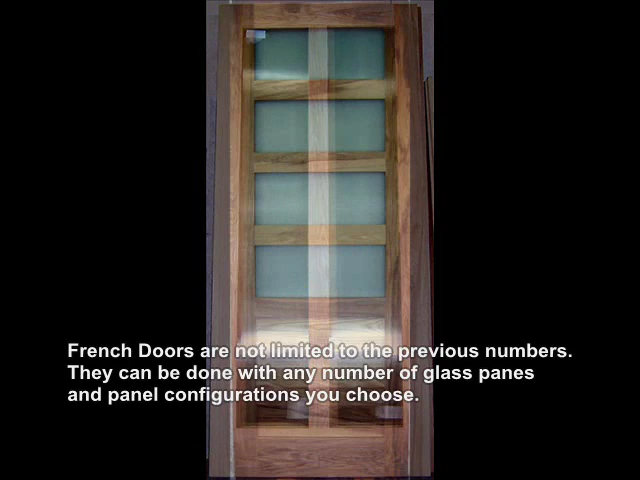 French Doors are not limited to the previous numbers.
They can be done with any number of glass panes
and panel configurations you choose.